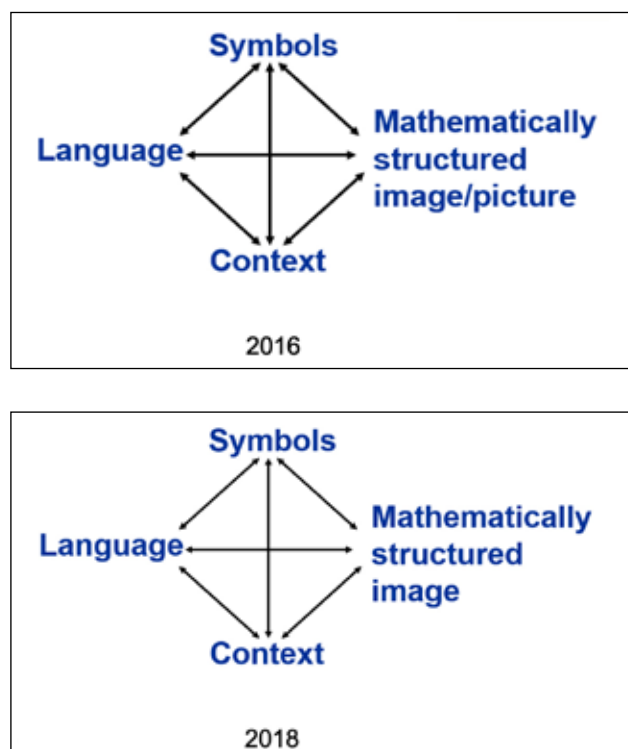 Symbols
Language
Mathematically
structured
image/picture
Context
2016
Symbols
Language
Mathematically
structured
image
Context
2018